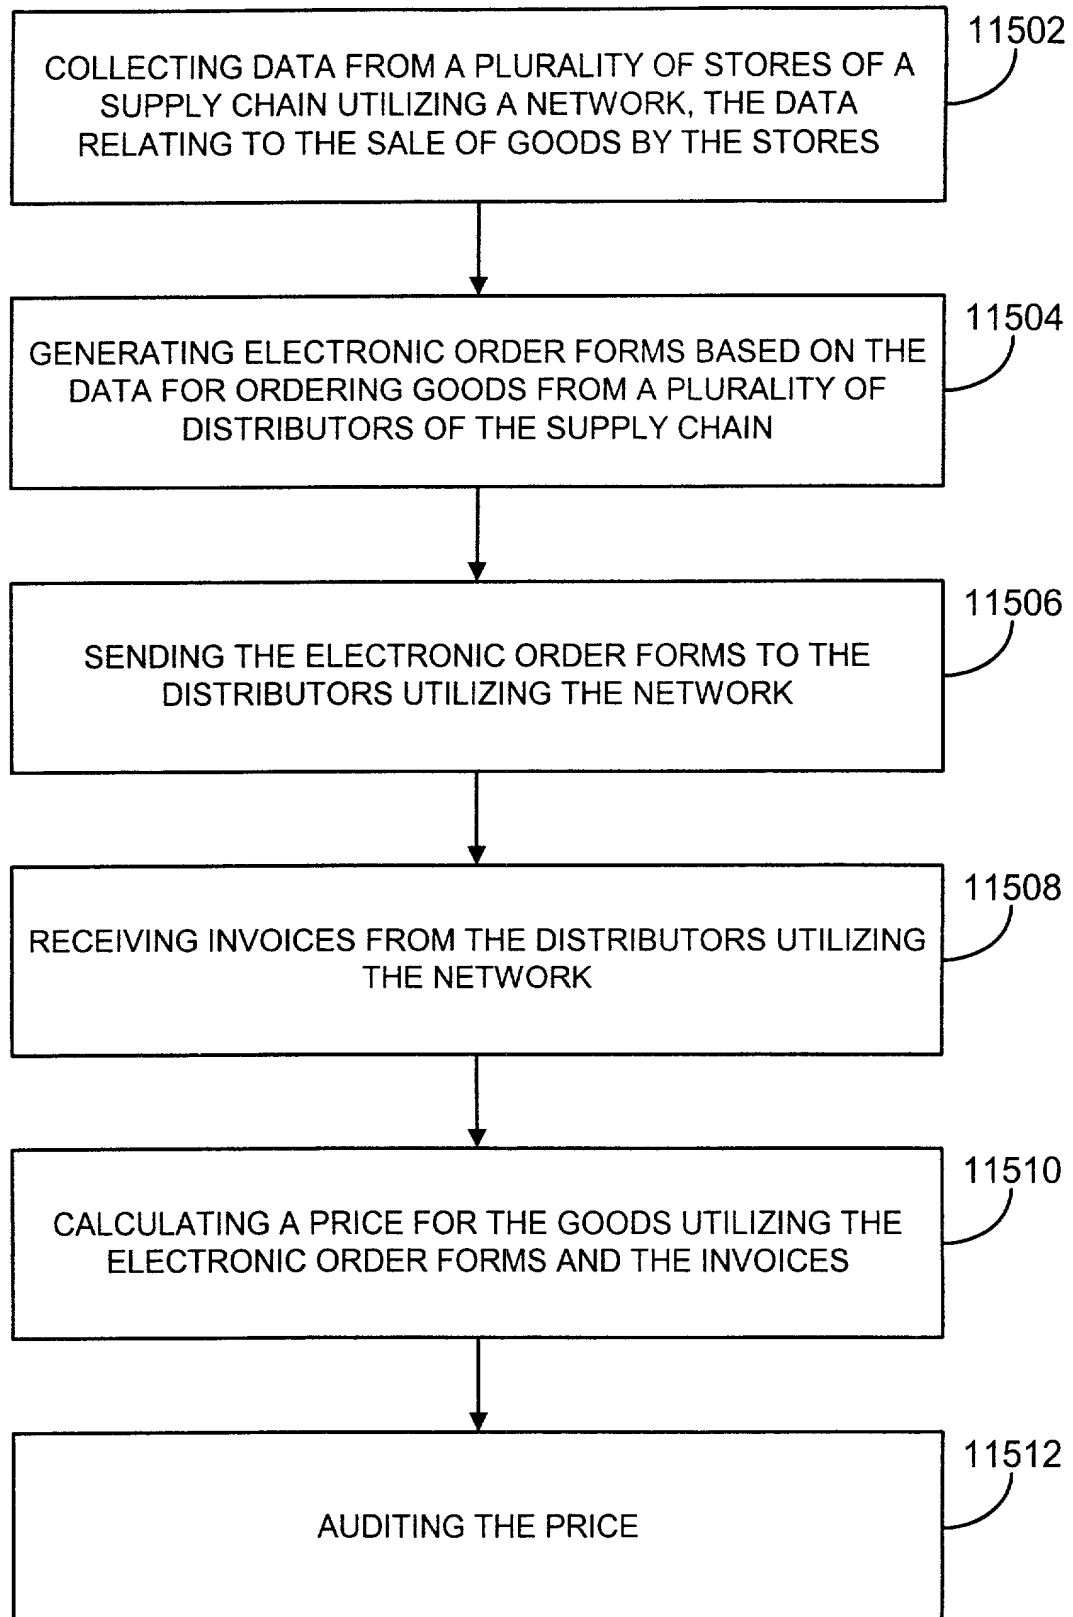 11502
COLLECTING DATA FROM A PLURALITY OF STORES OF A
SUPPLY CHAIN UTILIZING A NETWORK, THE DATA
RELATING TO THE SALE OF GOODS BY THE STORES
11504
GENERATING ELECTRONIC ORDER FORMS BASED ON THE
DATA FOR ORDERING GOODS FROM A PLURALITY OF
DISTRIBUTORS OF THE SUPPLY CHAIN
11506
SENDING THE ELECTRONIC ORDER FORMS TO THE
DISTRIBUTORS UTILIZING THE NETWORK
11508
RECEIVING INVOICES FROM THE DISTRIBUTORS UTILIZING
THE NETWORK
11510
CALCULATING A PRICE FOR THE GOODS UTILIZING THE
ELECTRONIC ORDER FORMS AND THE INVOICES
11512
AUDITING THE PRICE